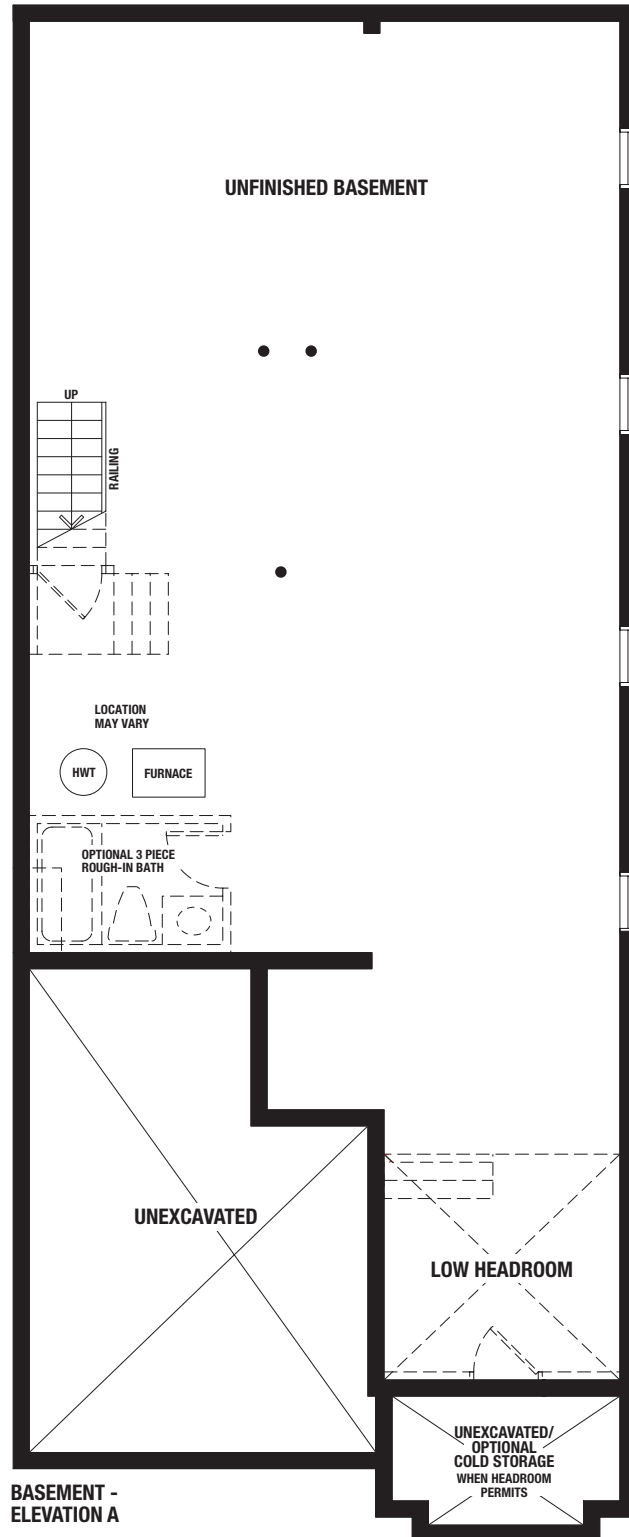 UNFINISHED BASEMENT
UP
RAILING
LOCATION
MAY VARY
HWT
FURNACE
OPTIONAL 3 PIECE
ROUGH-IN BATH
UNEXCAVATED
LOW HEADROOM
UNEXCAVATED/
OPTIONAL
COLD STORAGE
WHEN HEADROOM
PERMITS
BASEMENT -
ELEVATION A